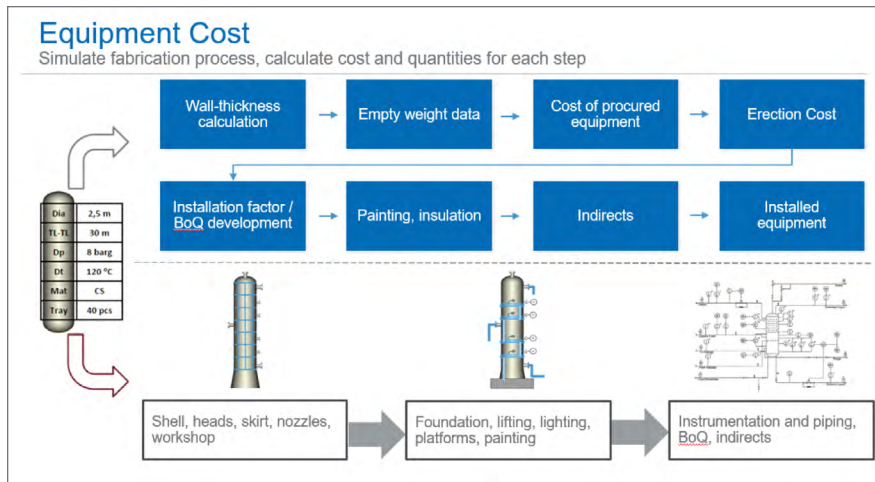 Equipment Cost
Simulate fabrication process, calculate cost and quantities for each step
Wall-thickness
calculation
Empty weight data
Cost of procured
equipment
Erection Cost
Installation factor /
BoQ development
Painting, insulation
Indirects
Installed
equipment
Dia 2,5 m
TL-TL 30 m
Dp 8 barg
Dt 120 ºC
Mat CS
Tray 40 pcs
Shell, heads, skirt, nozzles,
workshop
Foundation, lifting, lighting,
platforms, painting
Instrumentation and piping,
BoQ, indirects